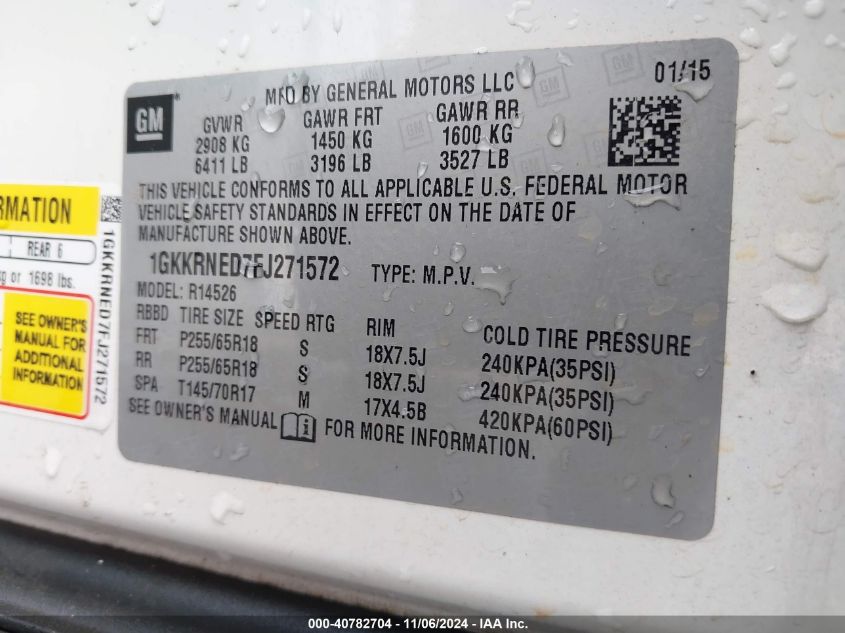 MFD BY GENERAL MOTORS LLC 01/15
GM
GVWR GAWR FRT GAWR RR
2908 KG 1450 KG 1600 KG
6411 LB 3196 LB 3527 LB
THIS VEHICLE CONFORMS TO ALL APPLICABLE U.S. FEDERAL MOTOR
VEHICLE SAFETY STANDARDS IN EFFECT ON THE DATE OF
MANUFACTURE SHOWN ABOVE.
1GKKRNED7FJ271572 TYPE: M.P.V.
MODEL: R14526
RBBD TIRE SIZE SPEED RTG RIM COLD TIRE PRESSURE
FRT P255/65R18 S 18X7.5J 240KPA(35PSI)
RR P255/65R18 S 18X7.5J 240KPA(35PSI)
SPA T145/70R17 M 17X4.5B 420KPA(60PSI)
SEE OWNER'S MANUAL FOR MORE INFORMATION.
REAR 6
or 1698 lbs.
SEE OWNER'S
MANUAL FOR
ADDITIONAL
INFORMATION
1GKKRNED7FJ271572
000-40782704 - 11/06/2024 - IAA Inc.